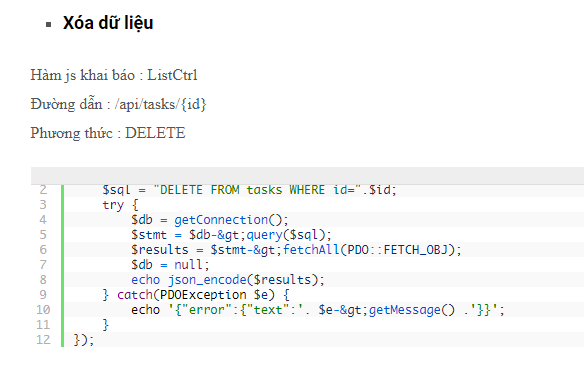 ▪ Xóa dữ liệu
Hàm js khai báo : ListCtrl
Đường dẫn : /api/tasks/{id}
Phương thức : DELETE
2 $sql = "DELETE FROM tasks WHERE id=".$id;
3 try {
4 $db = getConnection();
5 $stmt = $db-&gt;query($sql);
6 $results = $stmt-&gt;fetchAll(PDO::FETCH_OBJ);
7 $db = null;
8 echo json_encode($results);
9 } catch(PDOException $e) {
10 echo '{"error":{"text":'. $e-&gt;getMessage() .'}}';
11 }
12 });